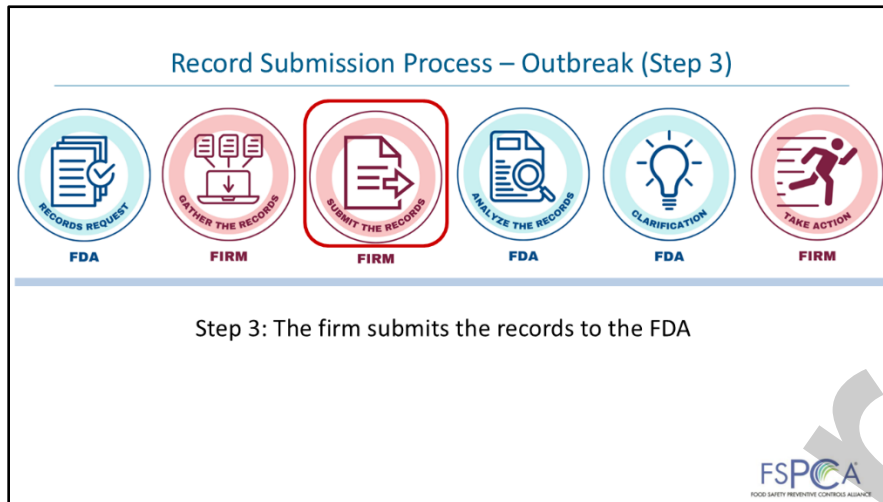 Record Submission Process – Outbreak (Step 3)
RECORDS REQUEST
GATHER THE RECORDS
SUBMIT THE RECORDS
ANALYZE THE RECORDS
CLARIFICATION
TAKE ACTION
FDA
FIRM
FIRM
FDA
FDA
FIRM
Step 3: The firm submits the records to the FDA
FSPCA
FOOD SAFETY PREVENTIVE CONTROLS ALLIANCE